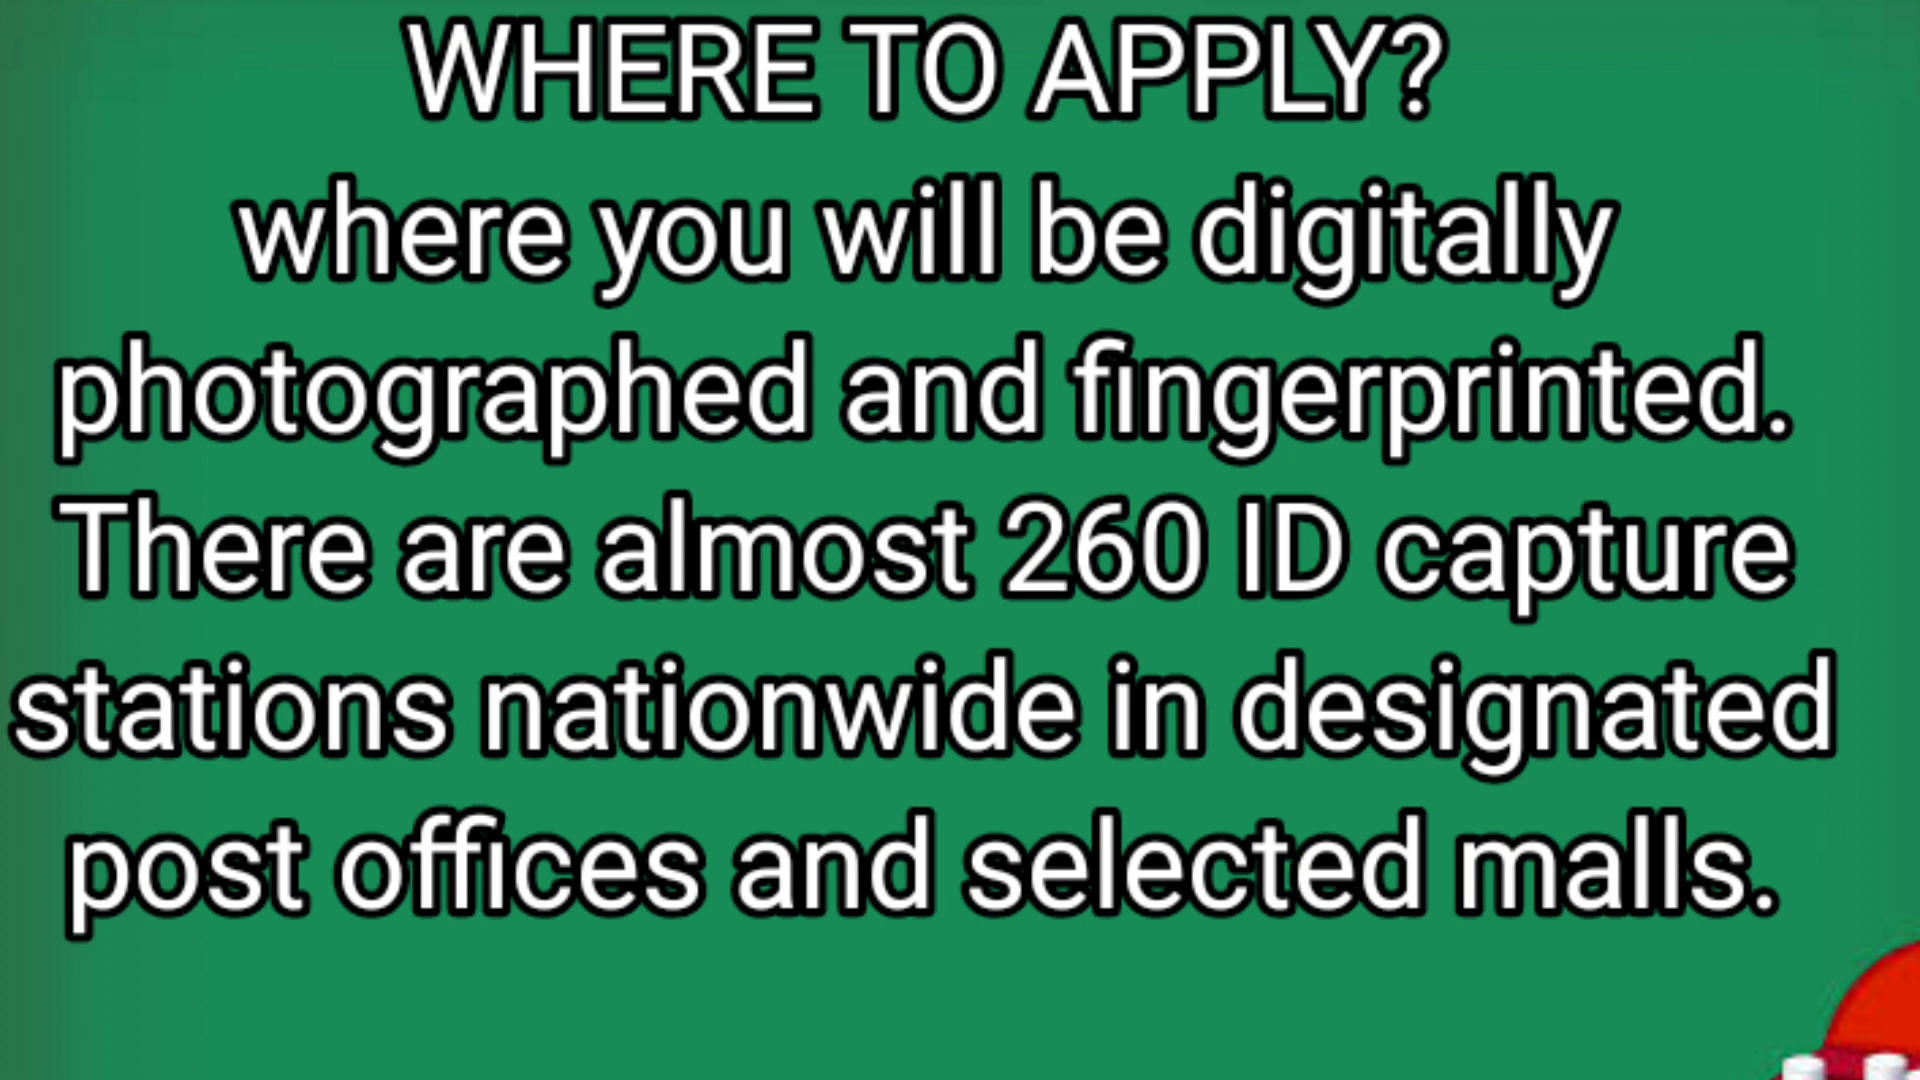 WHERE TO APPLY?
where you will be digitally
photographed and fingerprinted.
There are almost 260 ID capture
stations nationwide in designated
post offices and selected malls.